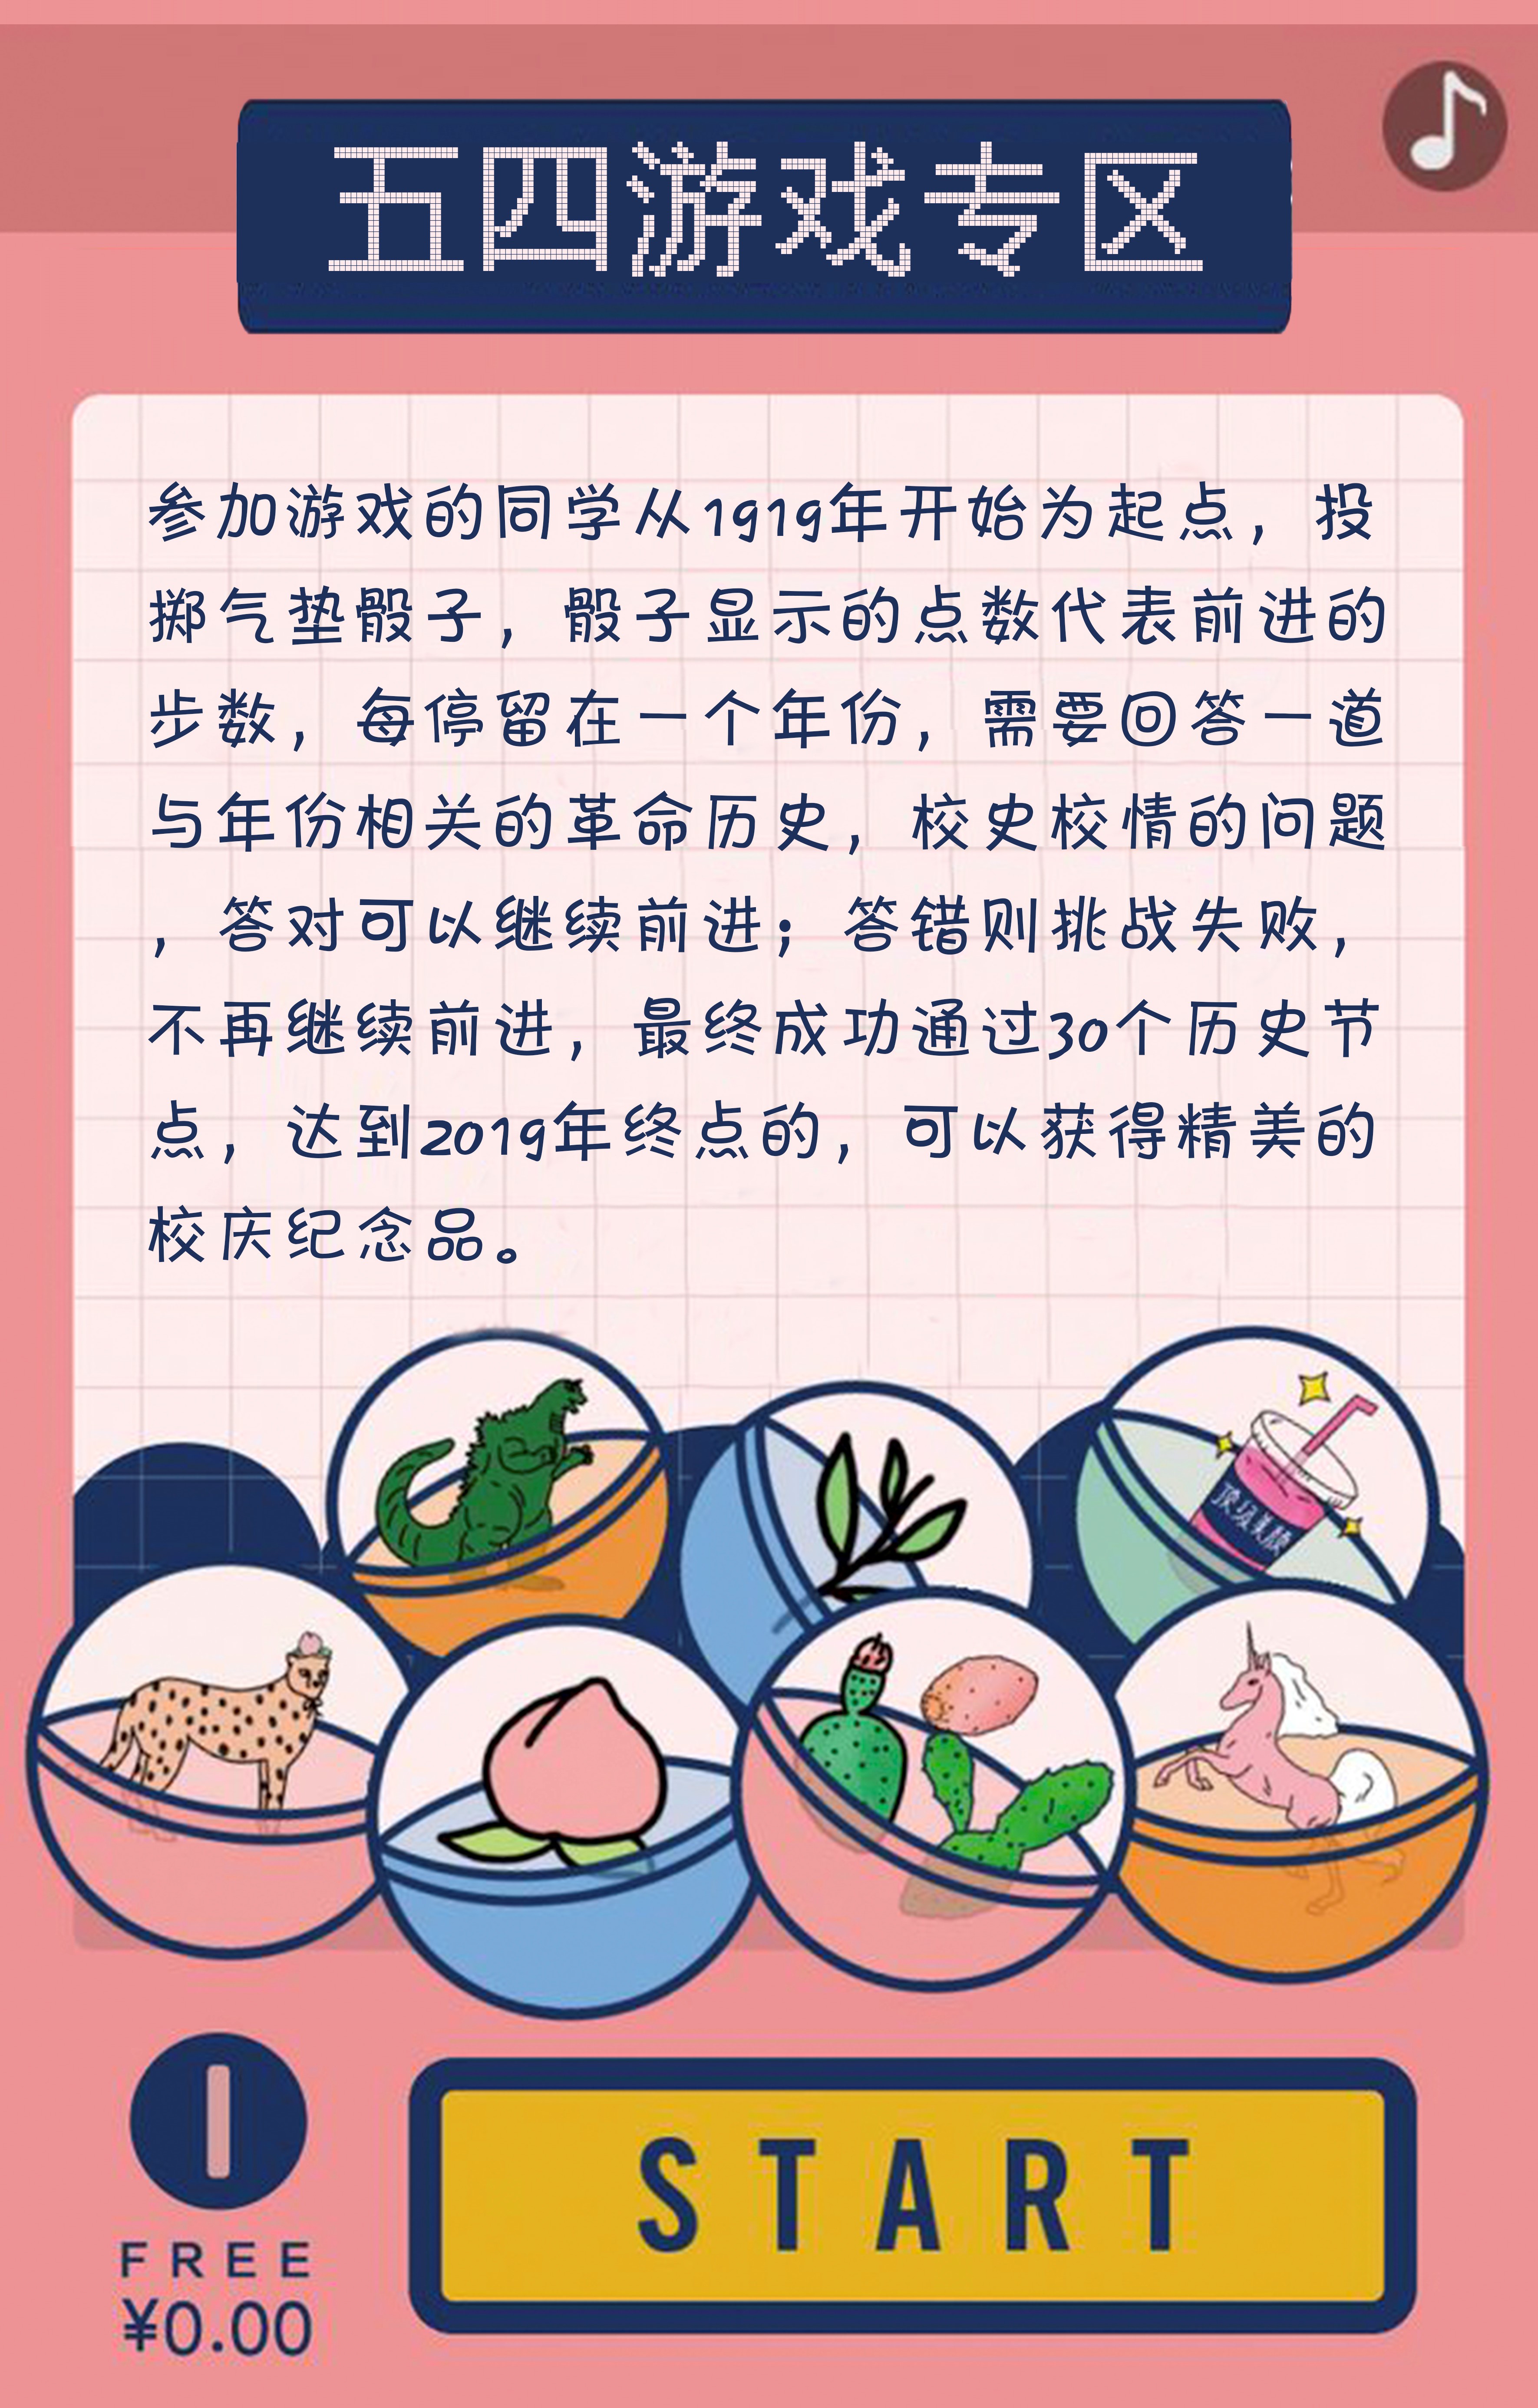 五四游戏专区
参加游戏的同学从1919年开始为起点，投
掷气垫骰子，骰子显示的点数代表前进的
步数，每停留在一个年份，需要回答一道
与年份相关的革命历史，校史校情的问题
，答对可以继续前进；答错则挑战失败，
不再继续前进，最终成功通过30个历史节
点，达到2019年终点的，可以获得精美的
校庆纪念品。
顶级美颜
START
FREE
¥0.00